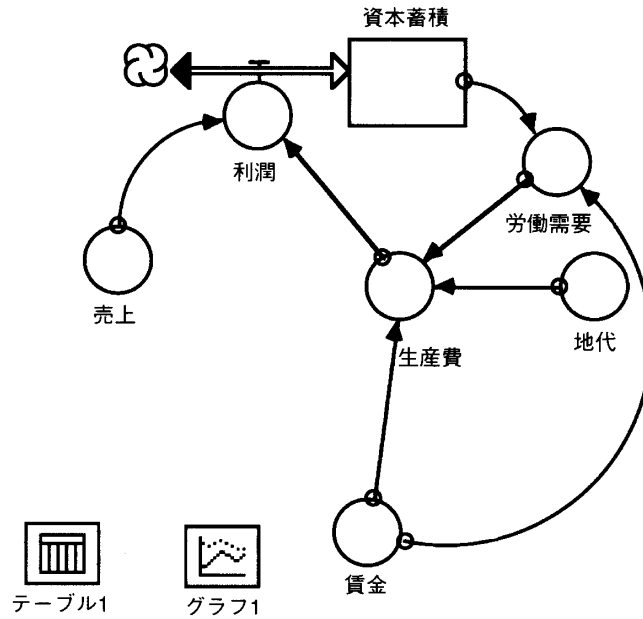 資本蓄積
利潤
労働需要
売上
生産費
地代
賃金
テーブル1
グラフ1